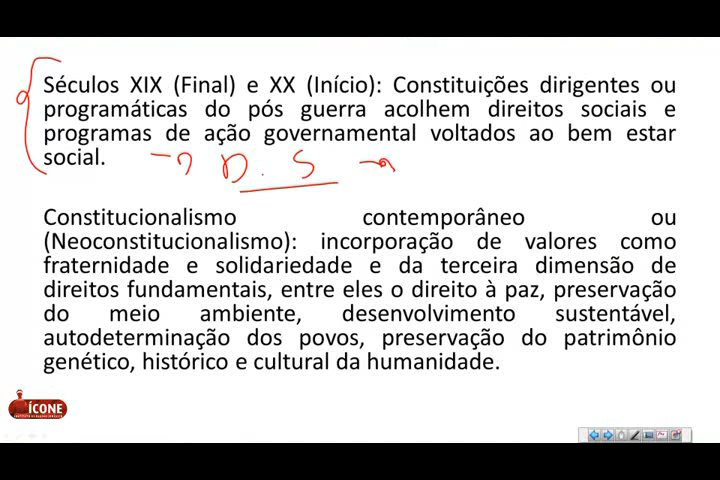 Séculos XIX (Final) e XX (Início): Constituições dirigentes ou
programáticas do pós guerra acolhem direitos sociais e
programas de ação governamental voltados ao bem estar
social.
D. S
Constitucionalismo contemporâneo ou
(Neoconstitucionalismo): incorporação de valores como
fraternidade e solidariedade e da terceira dimensão de
direitos fundamentais, entre eles o direito à paz, preservação
do meio ambiente, desenvolvimento sustentável,
autodeterminação dos povos, preservação do patrimônio
genético, histórico e cultural da humanidade.
ÍCONE